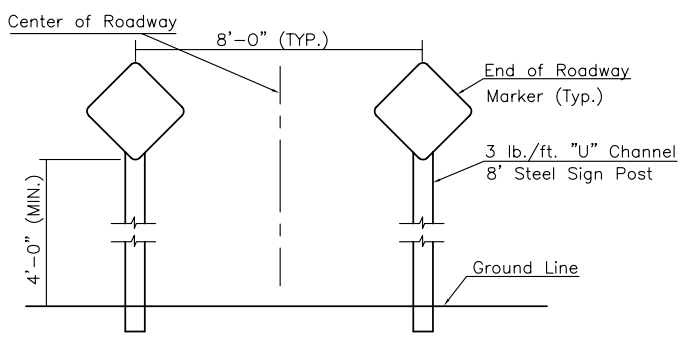 Center of Roadway
8'-0" (TYP.)
End of Roadway
Marker (Typ.)
3 lb./ft. "U" Channel
8' Steel Sign Post
4'-0" (MIN.)
Ground Line